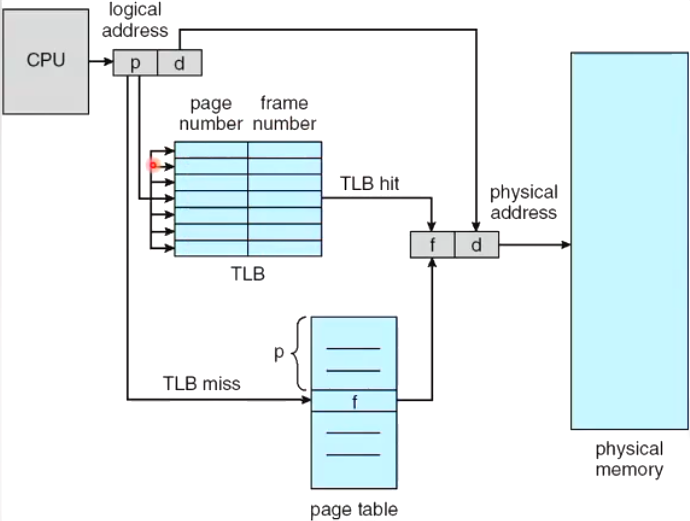 logical
address
CPU
p d
page frame
number number
TLB hit
physical
address
f d
TLB
p
TLB miss
f
physical
memory
page table